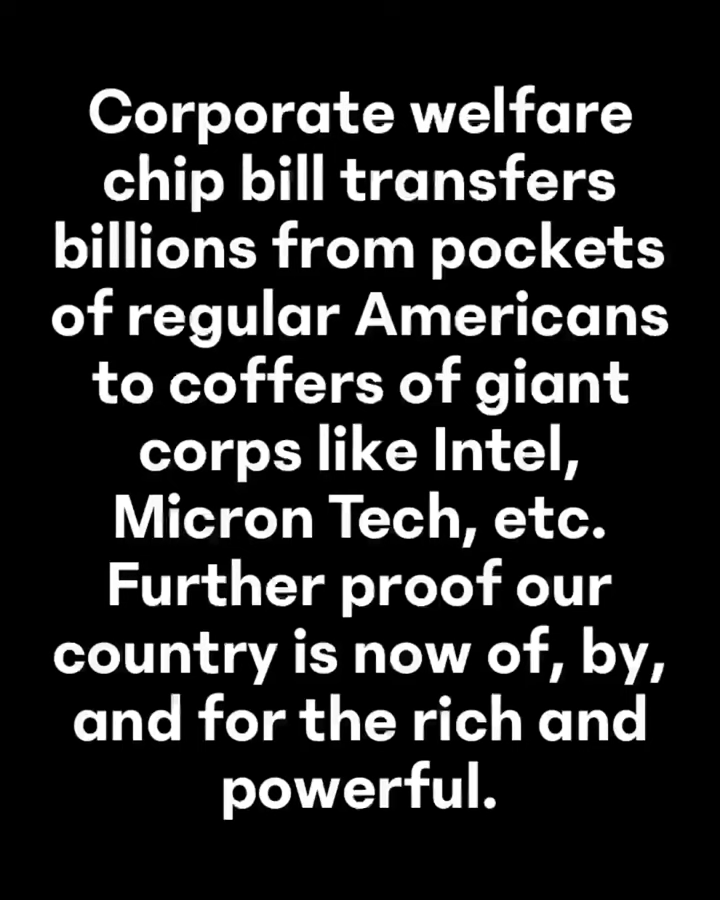 Corporate welfare
chip bill transfers
billions from pockets
of regular Americans
to coffers of giant
corps like Intel,
Micron Tech, etc.
Further proof our
country is now of, by,
and for the rich and
powerful.